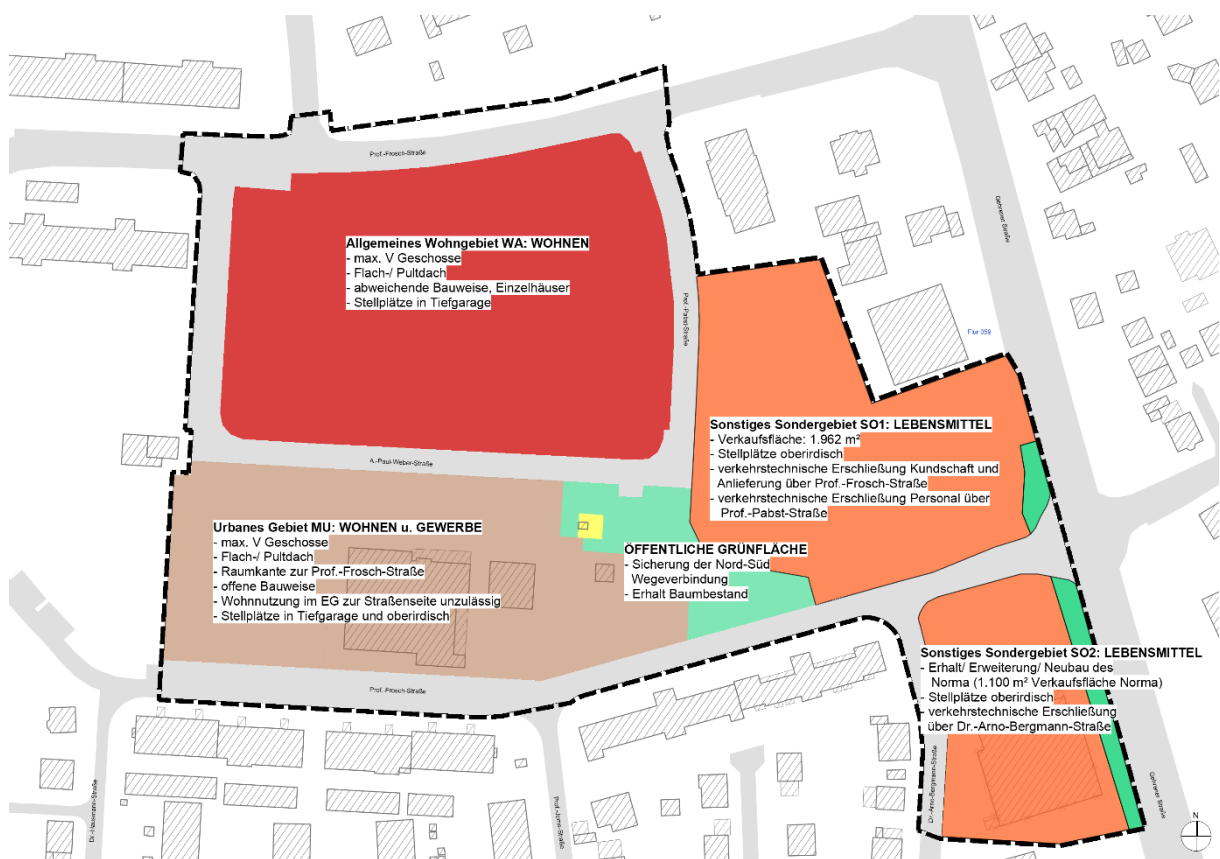 Prof.-Frosch-Straße
Gehrener Straße
Allgemeines Wohngebiet WA: WOHNEN
- max. V Geschosse
- Flach-/ Pultdach
- abweichende Bauweise, Einzelhäuser
- Stellplätze in Tiefgarage
Prof.-Pabst-Straße
Flur 059
Sonstiges Sondergebiet SO1: LEBENSMITTEL
- Verkaufsfläche: 1.962 m²
- Stellplätze oberirdisch
- verkehrstechnische Erschließung Kundschaft und
Anlieferung über Prof.-Frosch-Straße
- verkehrstechnische Erschließung Personal über
Prof.-Pabst-Straße
A.-Paul-Weber-Straße
Urbanes Gebiet MU: WOHNEN u. GEWERBE
- max. V Geschosse
- Flach-/ Pultdach
- Raumkante zur Prof.-Frosch-Straße
- offene Bauweise
- Wohnnutzung im EG zur Straßenseite unzulässig
- Stellplätze in Tiefgarage und oberirdisch
ÖFFENTLICHE GRÜNFLÄCHE
- Sicherung der Nord-Süd
Wegeverbindung
- Erhalt Baumbestand
Sonstiges Sondergebiet SO2: LEBENSMITTEL
- Erhalt/ Erweiterung/ Neubau des
Norma (1.100 m² Verkaufsfläche Norma)
- Stellplätze oberirdisch
- verkehrstechnische Erschließung
über Dr.-Arno-Bergmann-Straße
Prof.-Frosch-Straße
Dr.-Arno-Bergmann-Straße
Gehrener Straße
N